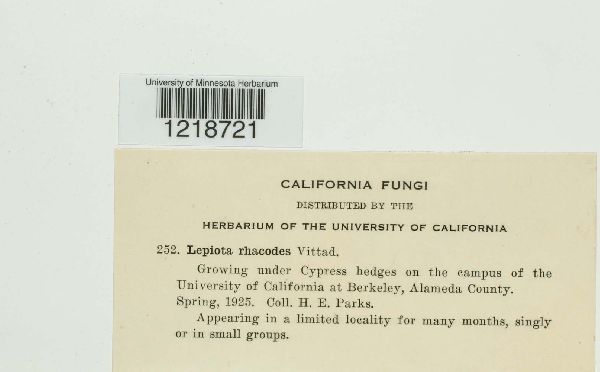 University of Minnesota Herbarium
1218721
CALIFORNIA FUNGI
DISTRIBUTED BY THE
HERBARIUM OF THE UNIVERSITY OF CALIFORNIA
252. Lepiota rhacodes Vittad.
Growing under Cypress hedges on the campus of the
University of California at Berkeley, Alameda County.
Spring, 1925. Coll. H. E. Parks.
Appearing in a limited locality for many months, singly
or in small groups.